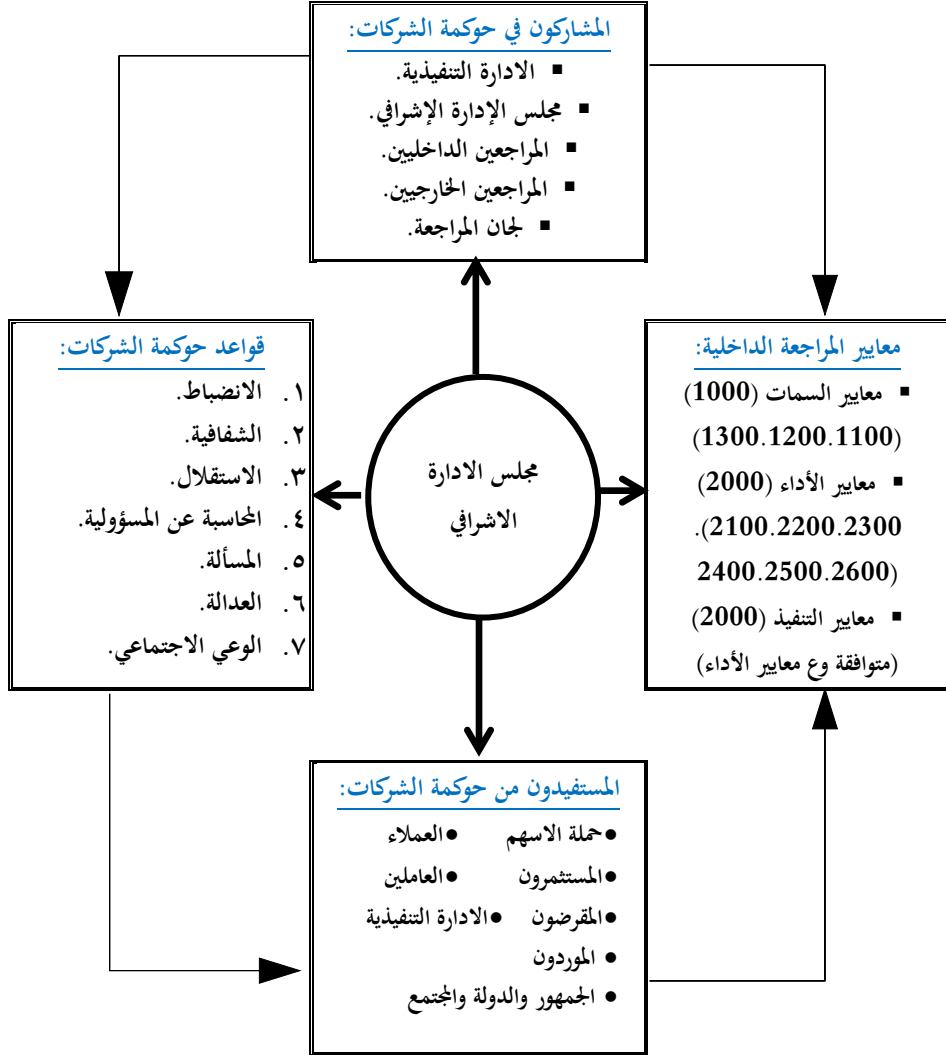 المشاركون في حوكمة الشركات:
▪ الادارة التنفيذية.
▪ مجلس الإدارة الإشرافي.
▪ المراجعين الداخليين.
▪ المراجعين الخارجيين.
▪ لجان المراجعة.
معايير المراجعة الداخلية:
▪ معايير السمات (1000)
(1300.1200.1100)
▪ معايير الأداء (2000)
2100.2200.2300).
2400.2500.2600)
▪ معايير التنفيذ (2000)
(متوافقة وع معايير الأداء)
مجلس الادارة
الاشرافي
قواعد حوكمة الشركات:
١. الانضباط.
٢. الشفافية.
٣. الاستقلال.
٤. المحاسبة عن المسؤولية.
٥. المسألة.
٦. العدالة.
٧. الوعي الاجتماعي.
المستفيدون من حوكمة الشركات:
●حملة الاسهم ●العملاء
●المستثمرون ●العاملين
●المقرضون ●الادارة التنفيذية
● الموردون
● الجمهور والدولة والمجتمع